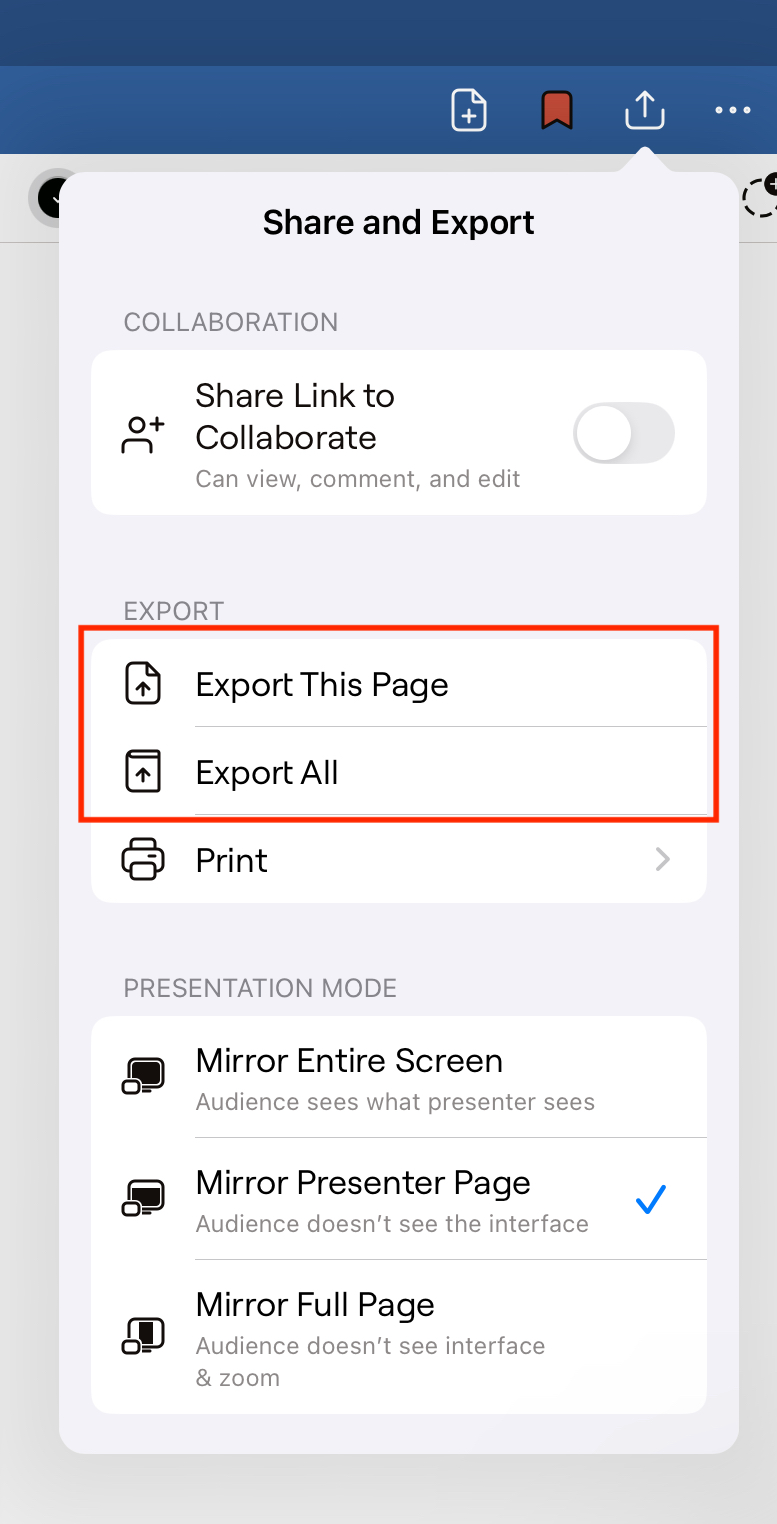 Share and Export
COLLABORATION
Share Link to
Collaborate
Can view, comment, and edit
EXPORT
Export This Page
Export All
Print
PRESENTATION MODE
Mirror Entire Screen
Audience sees what presenter sees
Mirror Presenter Page
Audience doesn’t see the interface
Mirror Full Page
Audience doesn’t see interface
& zoom